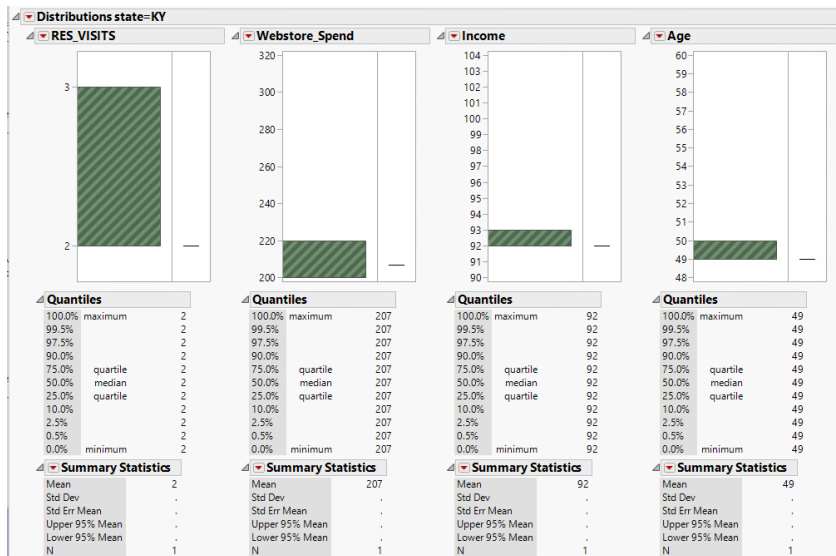 Distributions state=KY
RES_VISITS
3
2
Quantiles
100.0% maximum 2
99.5% 2
97.5% 2
90.0% 2
75.0% quartile 2
50.0% median 2
25.0% quartile 2
10.0% 2
2.5% 2
0.5% 2
0.0% minimum 2
Summary Statistics
Mean 2
Std Dev .
Std Err Mean .
Upper 95% Mean .
Lower 95% Mean .
N 1
Webstore_Spend
320
300
280
260
240
220
200
Quantiles
100.0% maximum 207
99.5% 207
97.5% 207
90.0% 207
75.0% quartile 207
50.0% median 207
25.0% quartile 207
10.0% 207
2.5% 207
0.5% 207
0.0% minimum 207
Summary Statistics
Mean 207
Std Dev .
Std Err Mean .
Upper 95% Mean .
Lower 95% Mean .
N 1
Income
104
103
102
101
100
99
98
97
96
95
94
93
92
91
90
Quantiles
100.0% maximum 92
99.5% 92
97.5% 92
90.0% 92
75.0% quartile 92
50.0% median 92
25.0% quartile 92
10.0% 92
2.5% 92
0.5% 92
0.0% minimum 92
Summary Statistics
Mean 92
Std Dev .
Std Err Mean .
Upper 95% Mean .
Lower 95% Mean .
N 1
Age
60
59
58
57
56
55
54
53
52
51
50
49
48
Quantiles
100.0% maximum 49
99.5% 49
97.5% 49
90.0% 49
75.0% quartile 49
50.0% median 49
25.0% quartile 49
10.0% 49
2.5% 49
0.5% 49
0.0% minimum 49
Summary Statistics
Mean 49
Std Dev .
Std Err Mean .
Upper 95% Mean .
Lower 95% Mean .
N 1